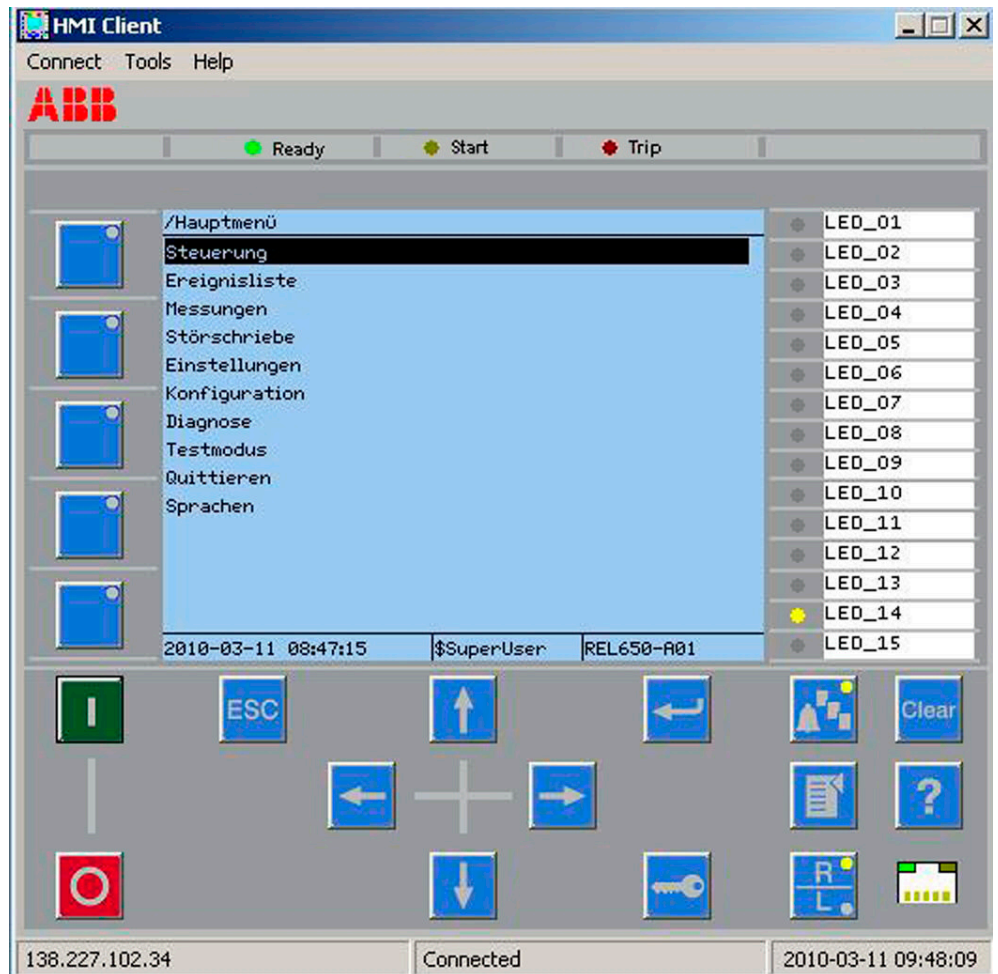 HMI Client
Connect Tools Help
ABB
Ready Start Trip
/Hauptmenü
Steuerung
Ereignisliste
Messungen
Störschriebe
Einstellungen
Konfiguration
Diagnose
Testmodus
Quittieren
Sprachen
2010-03-11 08:47:15 $SuperUser REL650-A01
LED_01
LED_02
LED_03
LED_04
LED_05
LED_06
LED_07
LED_08
LED_09
LED_10
LED_11
LED_12
LED_13
LED_14
LED_15
I ESC Clear
?
O R
L
138.227.102.34 Connected 2010-03-11 09:48:09